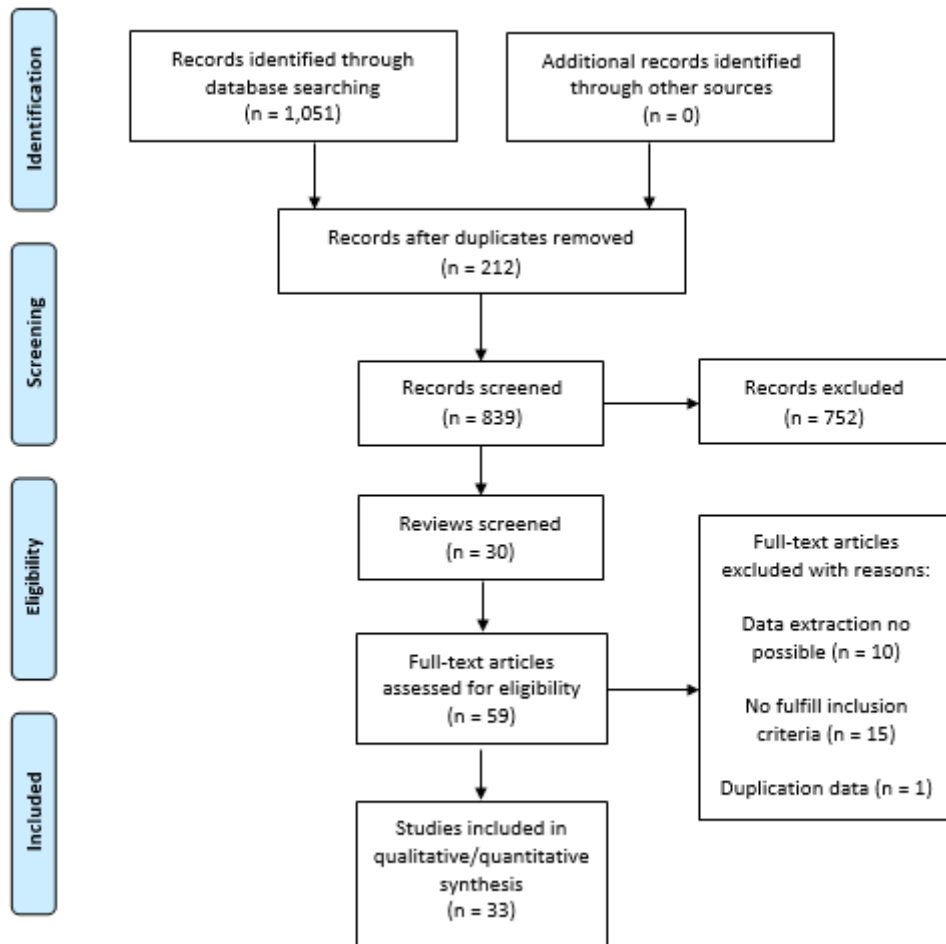 Identification
Records identified through
database searching
(n = 1,051)
Additional records identified
through other sources
(n = 0)
Records after duplicates removed
(n = 212)
Screening
Records screened
(n = 839)
Records excluded
(n = 752)
Eligibility
Reviews screened
(n = 30)
Full-text articles
assessed for eligibility
(n = 59)
Full-text articles
excluded with reasons:
Data extraction no
possible (n = 10)
No fulfill inclusion
criteria (n = 15)
Duplication data (n = 1)
Included
Studies included in
qualitative/quantitative
synthesis
(n = 33)